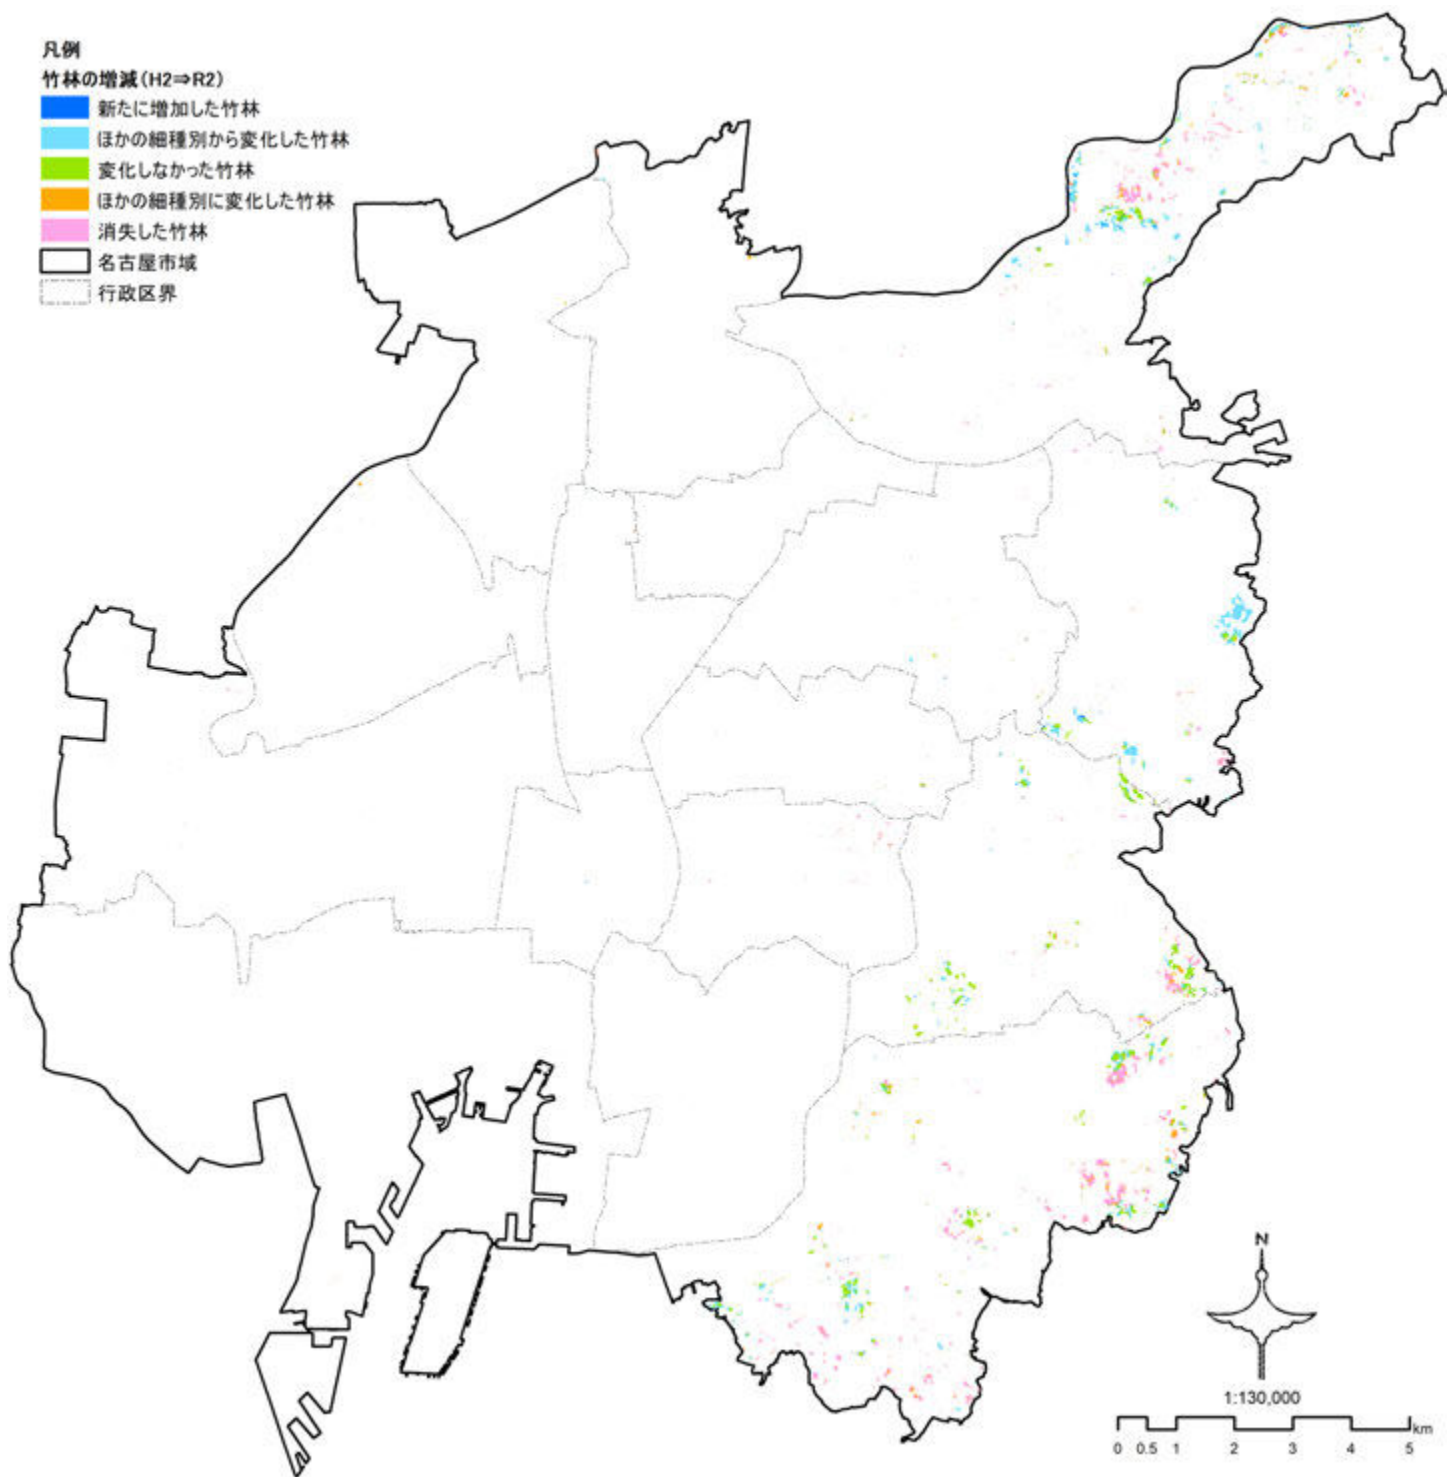 凡例
竹林の増減(H2⇒R2)
新たに増加した竹林
ほかの細種別から変化した竹林
変化しなかった竹林
ほかの細種別に変化した竹林
消失した竹林
名古屋市域
行政区界
N
1:130,000
km
0 0.5 1 2 3 4 5